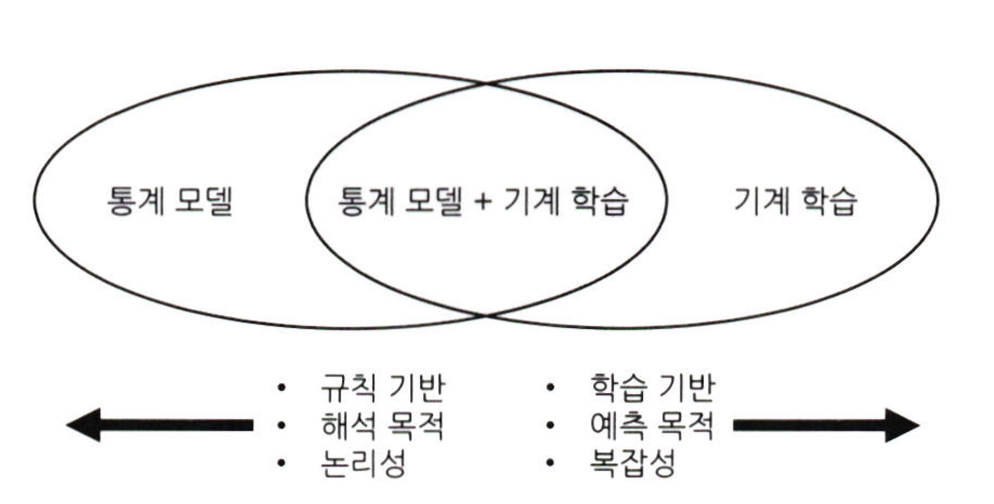 통계 모델
통계 모델 + 기계 학습
기계 학습
• 규칙 기반
• 해석 목적
• 논리성
• 학습 기반
• 예측 목적
• 복잡성